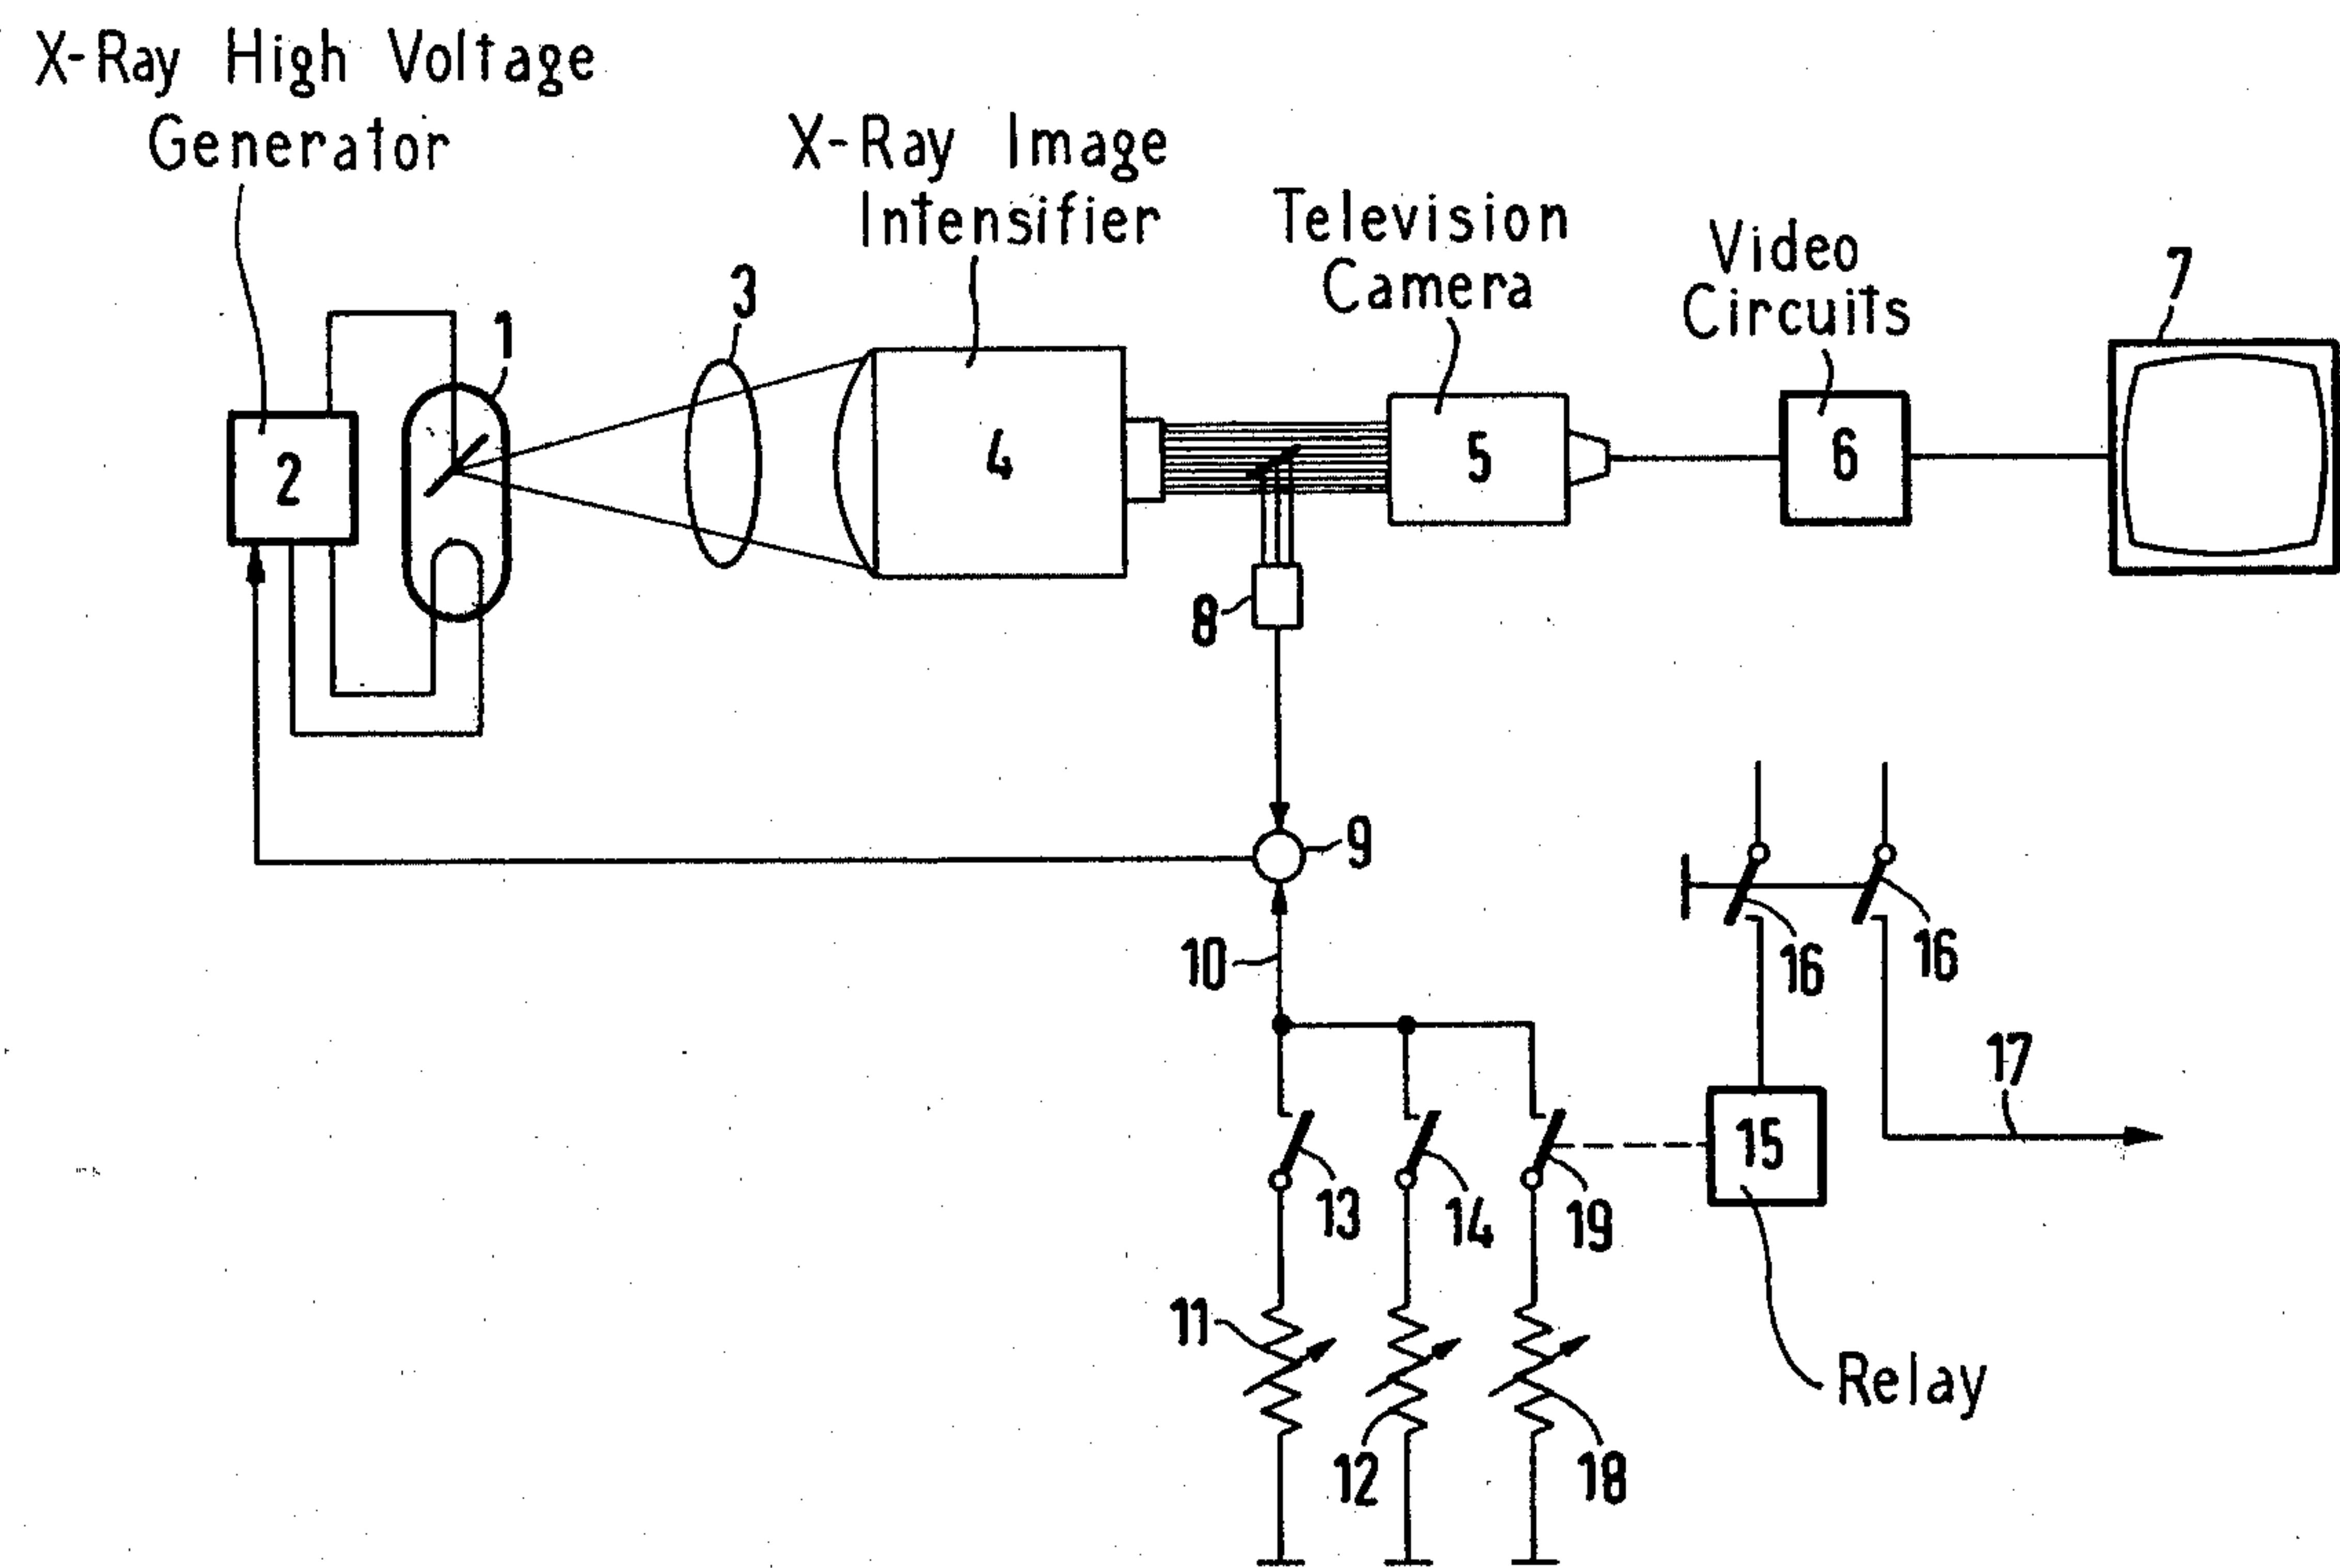 X-Ray High Voltage
Generator
X-Ray Image
Intensifier
Television
Camera
Video
Circuits
7
3
1
2
4
5
6
8
9
10
16
16
17
15
13
14
19
11
12
18
Relay